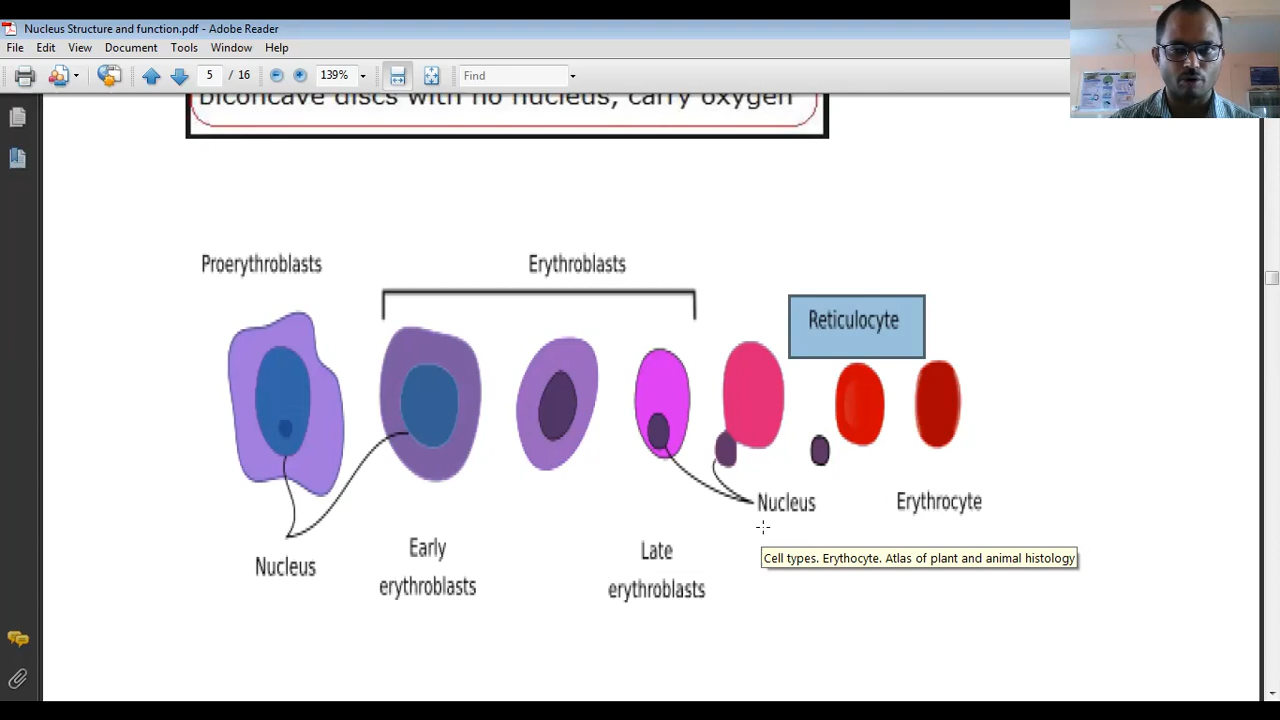 Nucleus Structure and function.pdf - Adobe Reader
File Edit View Document Tools Window Help
5 / 16 139% Find
biconcave discs with no nucleus, carry oxygen
Proerythroblasts Erythroblasts
Reticulocyte
Nucleus Erythrocyte
Nucleus
Early
erythroblasts
Late
erythroblasts
Cell types. Erythocyte. Atlas of plant and animal histology